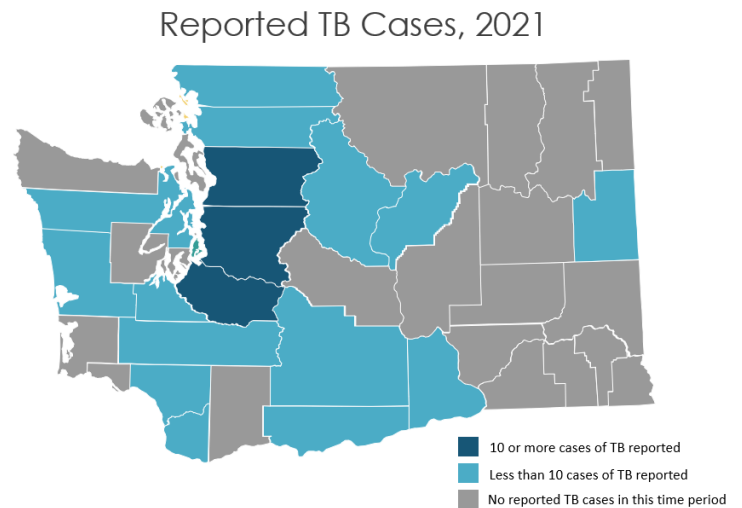 Reported TB Cases, 2021
10 or more cases of TB reported
Less than 10 cases of TB reported
No reported TB cases in this time period